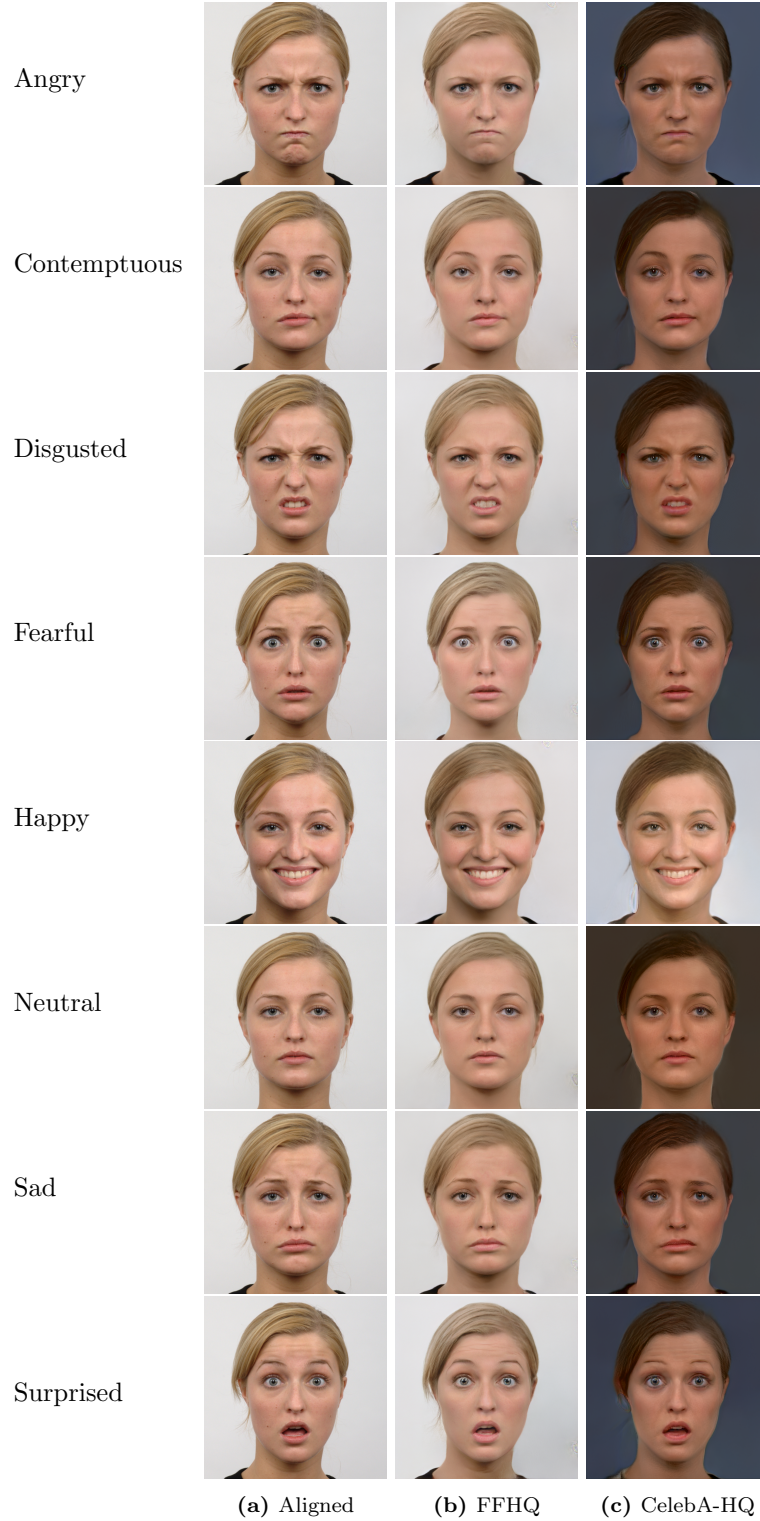 Angry
Contemptuous
Disgusted
Fearful
Happy
Neutral
Sad
Surprised
(a) Aligned (b) FFHQ (c) CelebA-HQ